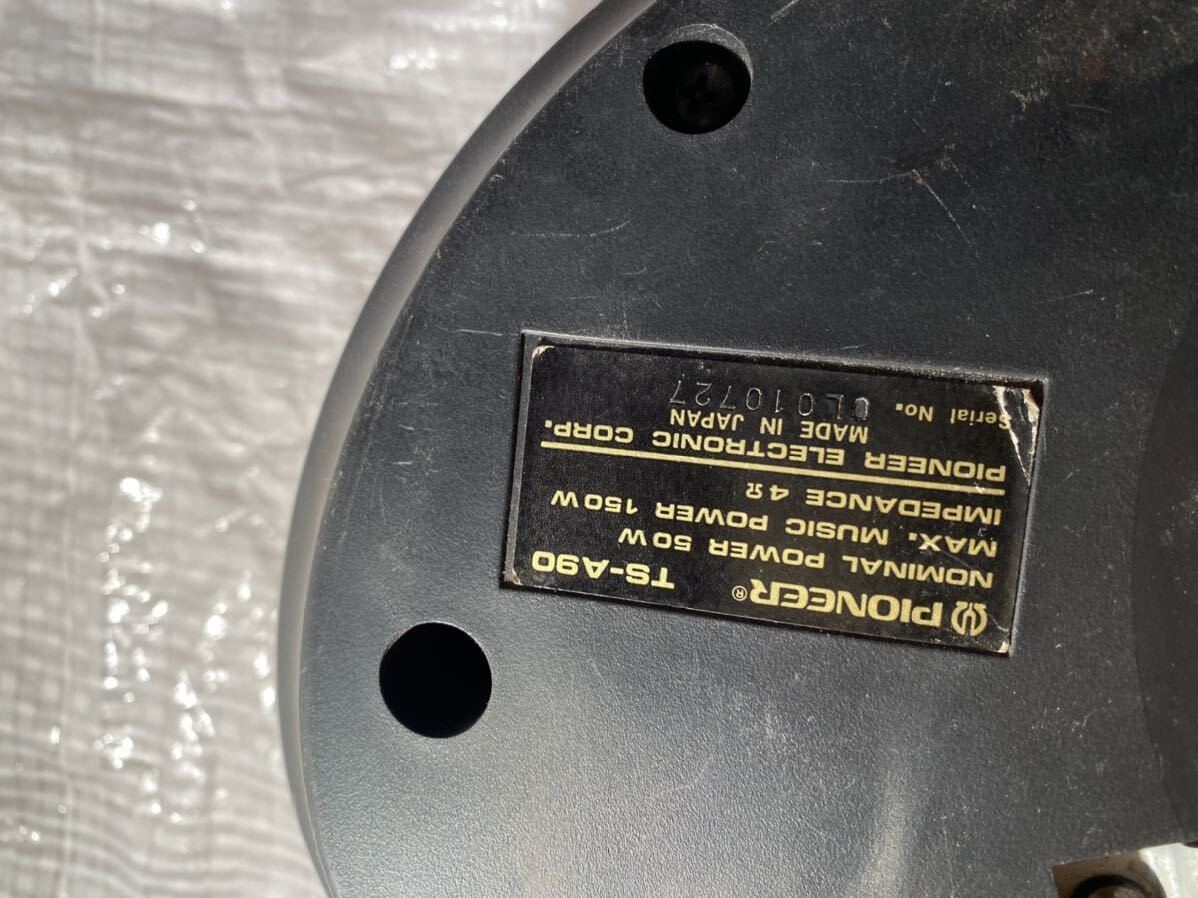 PIONEER® TS-A90
NOMINAL POWER 50W
MAX. MUSIC POWER 150W
IMPEDANCE 4Ω
PIONEER ELECTRONIC CORP.
MADE IN JAPAN
Serial No.